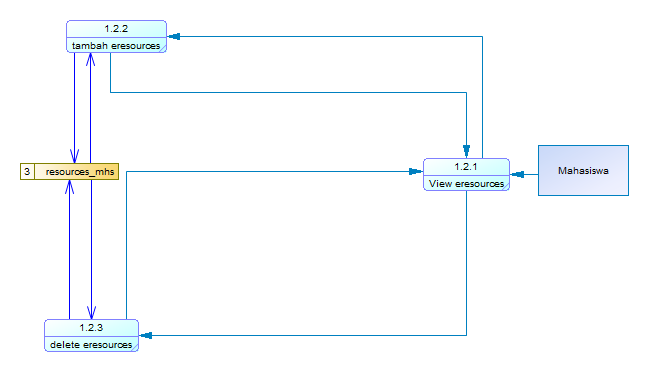 1.2.2
tambah eresources
3 resources_mhs
1.2.1
View eresources
Mahasiswa
1.2.3
delete eresources